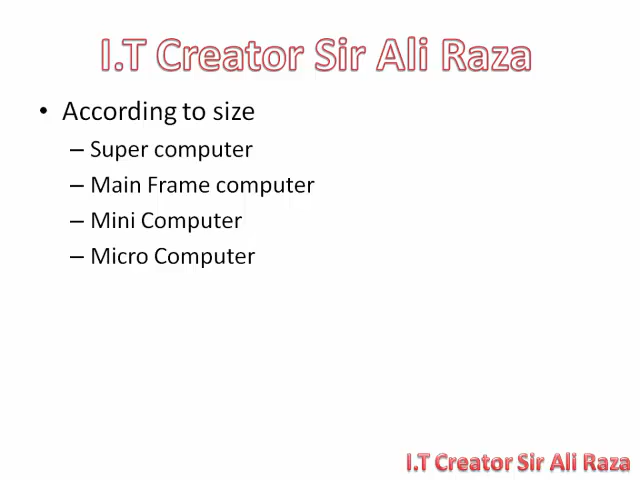 I.T Creator Sir Ali Raza
• According to size
– Super computer
– Main Frame computer
– Mini Computer
– Micro Computer
I.T Creator Sir Ali Raza